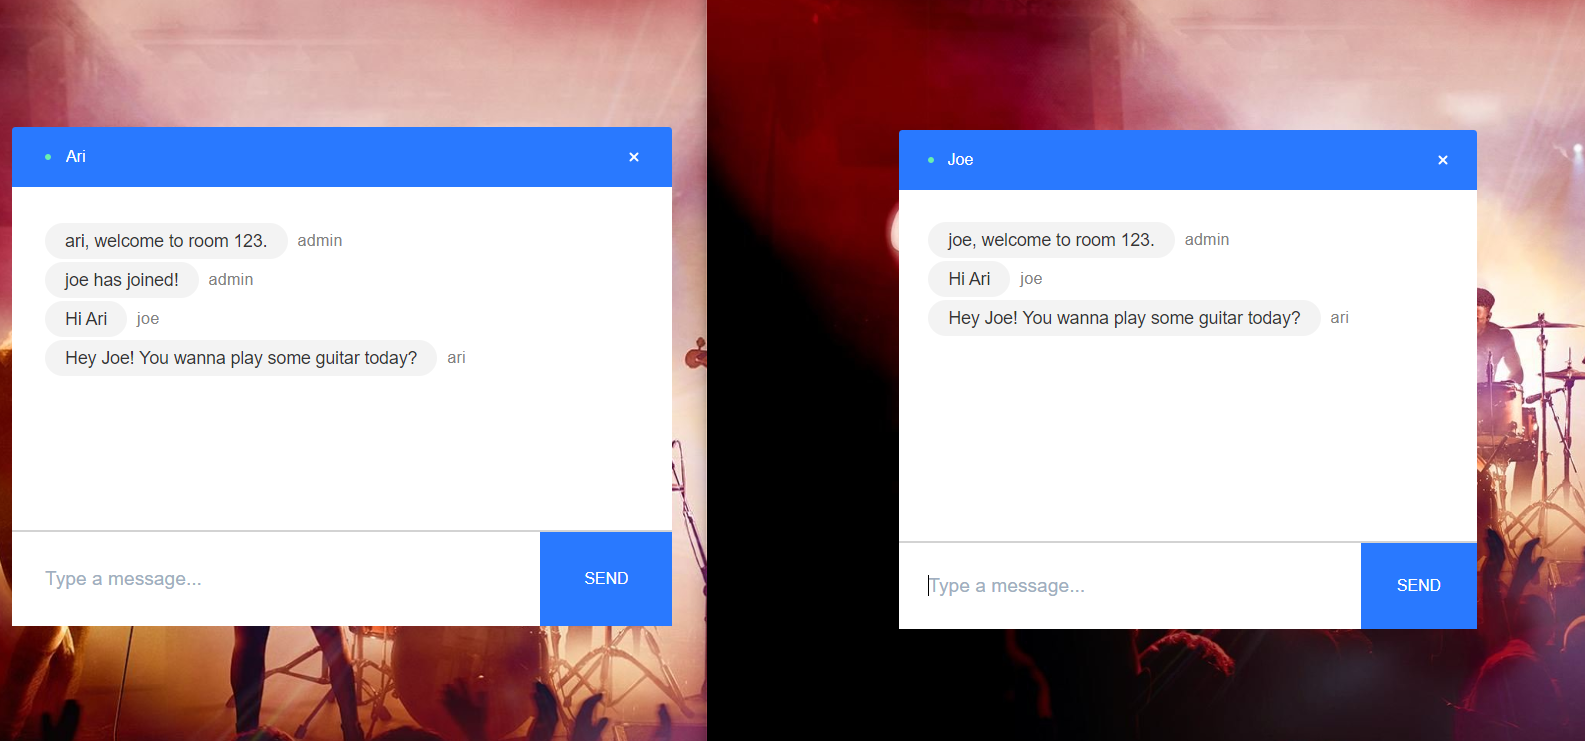 Ari
×
ari, welcome to room 123. admin
joe has joined! admin
Hi Ari joe
Hey Joe! You wanna play some guitar today? ari
Type a message...
SEND
Joe
×
joe, welcome to room 123. admin
Hi Ari joe
Hey Joe! You wanna play some guitar today? ari
Type a message...
SEND